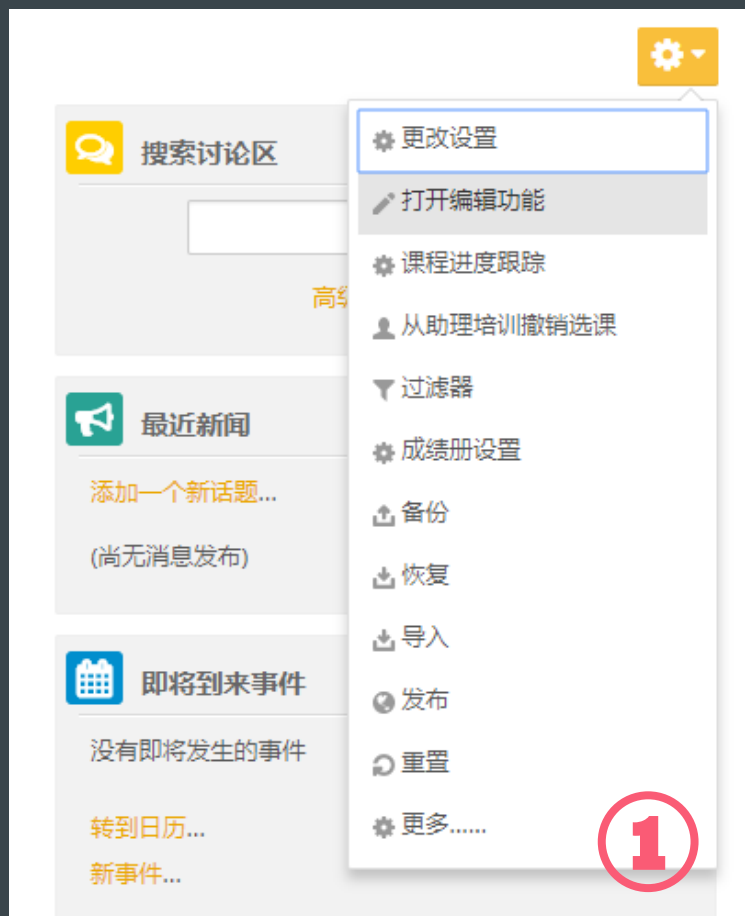 搜索讨论区
高级
最近新闻
添加一个新话题...
(尚无消息发布)
即将到来事件
没有即将发生的事件
转到日历...
新事件...
更改设置
打开编辑功能
课程进度跟踪
从助理培训撤销选课
过滤器
成绩册设置
备份
恢复
导入
发布
重置
更多......
1